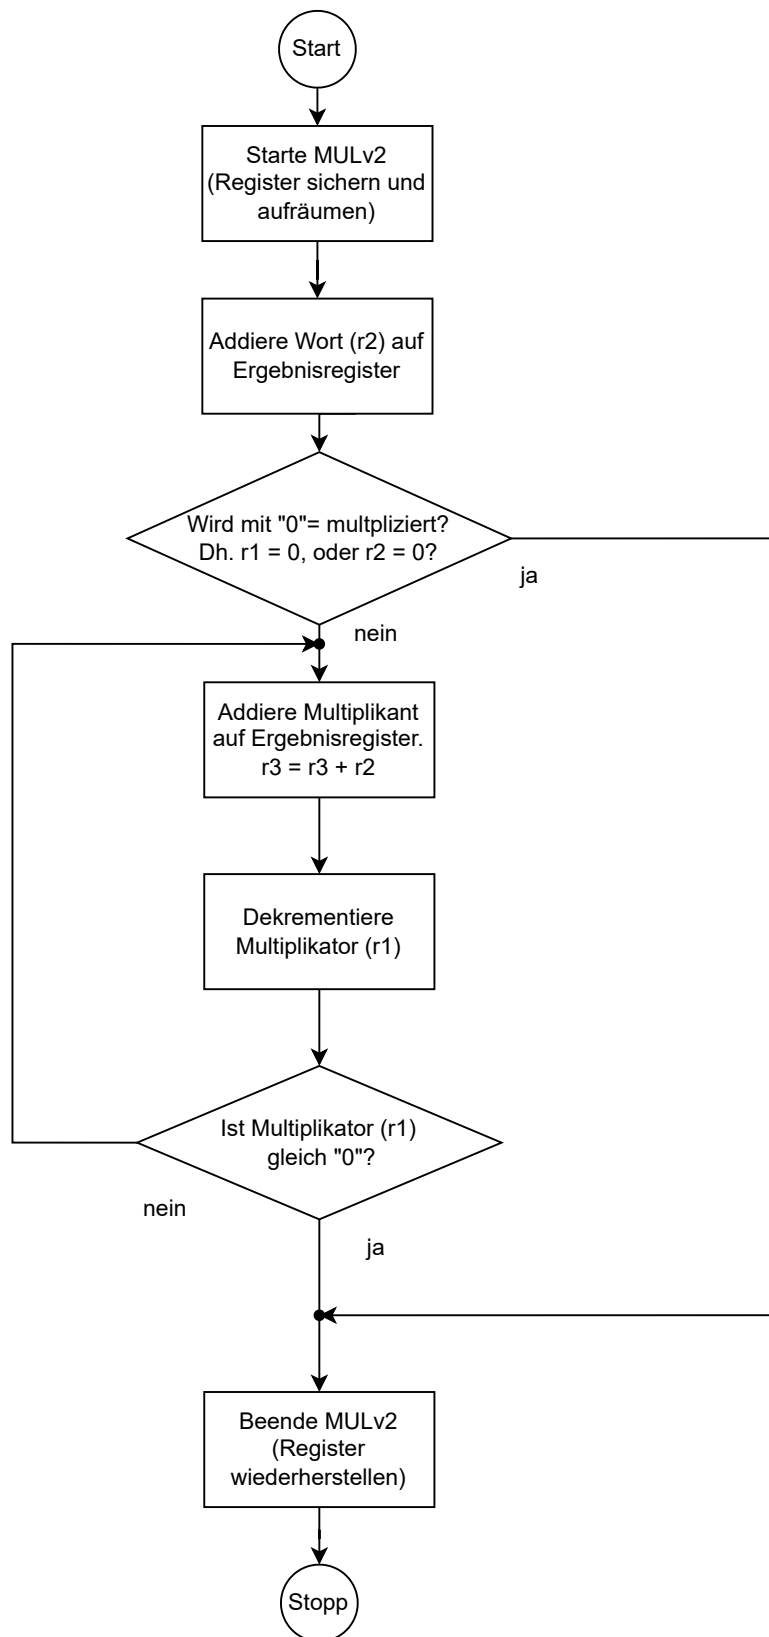 Start
Starte MULv2
(Register sichern und
aufräumen)
Addiere Wort (r2) auf
Ergebnisregister
Wird mit "0"= multpliziert?
Dh. r1 = 0, oder r2 = 0?
ja
nein
Addiere Multiplikant
auf Ergebnisregister.
r3 = r3 + r2
Dekrementiere
Multiplikator (r1)
Ist Multiplikator (r1)
gleich "0"?
nein
ja
Beende MULv2
(Register
wiederherstellen)
Stopp